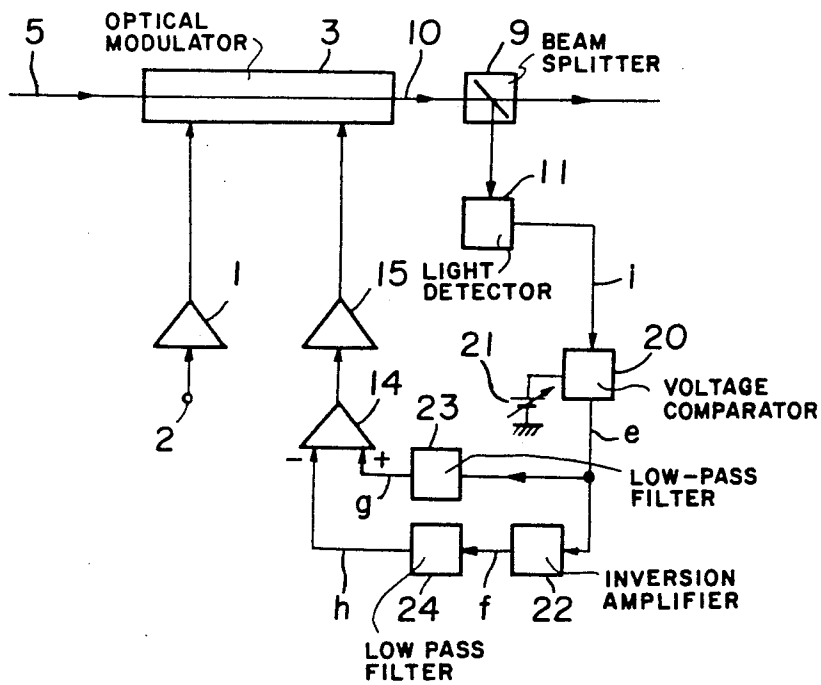 OPTICAL
MODULATOR
5
3
10
9
BEAM
SPLITTER
11
LIGHT
DETECTOR
i
1
15
2
21
20
VOLTAGE
COMPARATOR
e
14
23
-
+
g
LOW-PASS
FILTER
h
24
f
22
INVERSION
AMPLIFIER
LOW PASS
FILTER